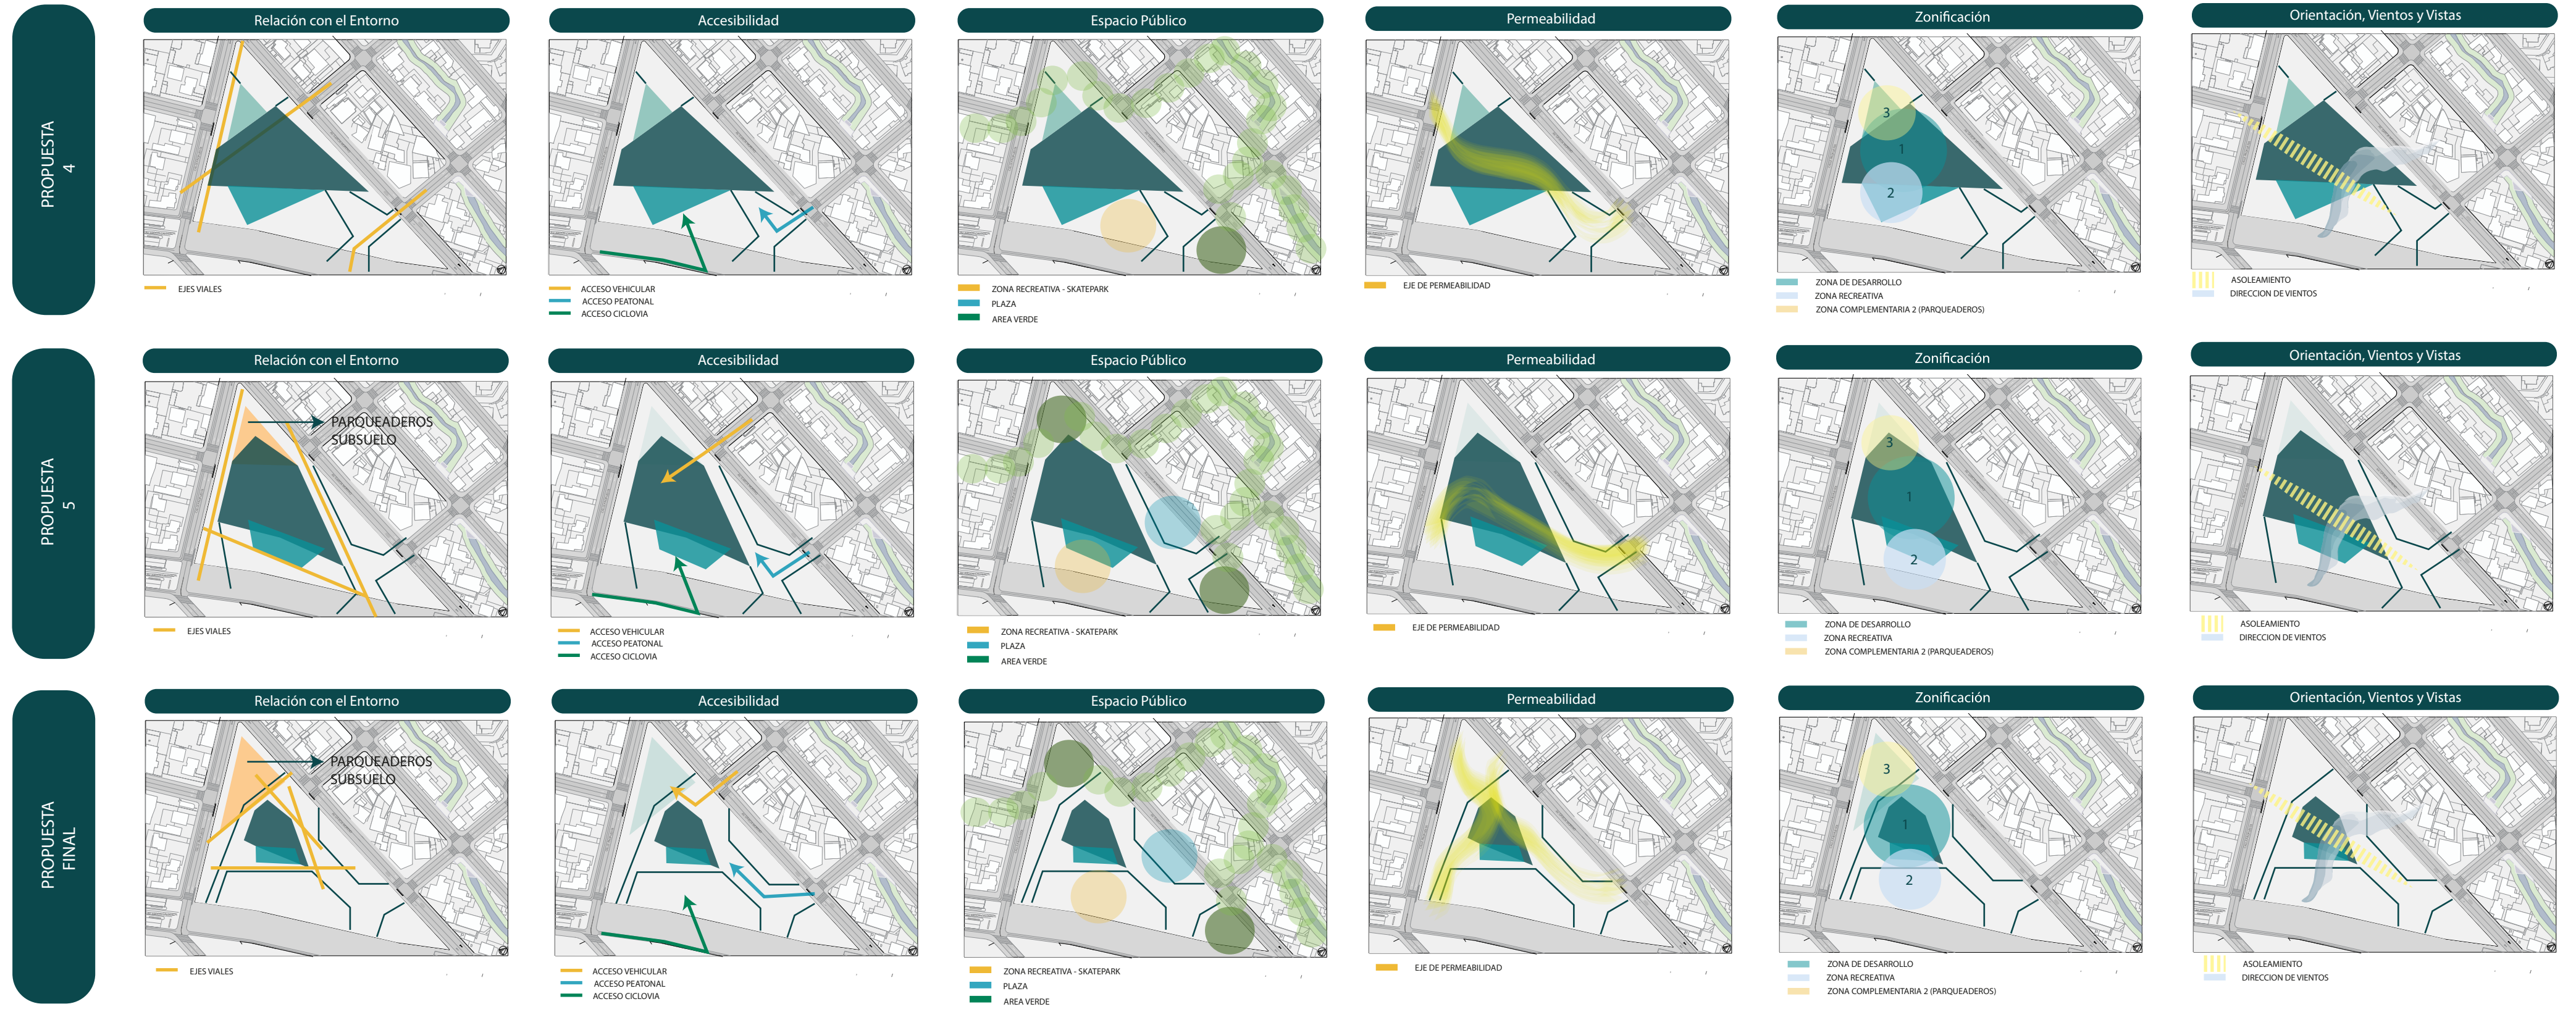 PROPUESTA
4
Relación con el Entorno
EJES VIALES
Accesibilidad
ACCESO VEHICULAR
ACCESO PEATONAL
ACCESO CICLOVIA
Espacio Público
ZONA RECREATIVA - SKATEPARK
PLAZA
AREA VERDE
Permeabilidad
EJE DE PERMEABILIDAD
Zonificación
3
1
2
ZONA DE DESARROLLO
ZONA RECREATIVA
ZONA COMPLEMENTARIA 2 (PARQUEADEROS)
Orientación, Vientos y Vistas
ASOLEAMIENTO
DIRECCION DE VIENTOS
PROPUESTA
5
Relación con el Entorno
PARQUEADEROS
SUBSUELO
EJES VIALES
Accesibilidad
ACCESO VEHICULAR
ACCESO PEATONAL
ACCESO CICLOVIA
Espacio Público
ZONA RECREATIVA - SKATEPARK
PLAZA
AREA VERDE
Permeabilidad
EJE DE PERMEABILIDAD
Zonificación
3
1
2
ZONA DE DESARROLLO
ZONA RECREATIVA
ZONA COMPLEMENTARIA 2 (PARQUEADEROS)
Orientación, Vientos y Vistas
ASOLEAMIENTO
DIRECCION DE VIENTOS
PROPUESTA
FINAL
Relación con el Entorno
PARQUEADEROS
SUBSUELO
EJES VIALES
Accesibilidad
ACCESO VEHICULAR
ACCESO PEATONAL
ACCESO CICLOVIA
Espacio Público
ZONA RECREATIVA - SKATEPARK
PLAZA
AREA VERDE
Permeabilidad
EJE DE PERMEABILIDAD
Zonificación
3
1
2
ZONA DE DESARROLLO
ZONA RECREATIVA
ZONA COMPLEMENTARIA 2 (PARQUEADEROS)
Orientación, Vientos y Vistas
ASOLEAMIENTO
DIRECCION DE VIENTOS